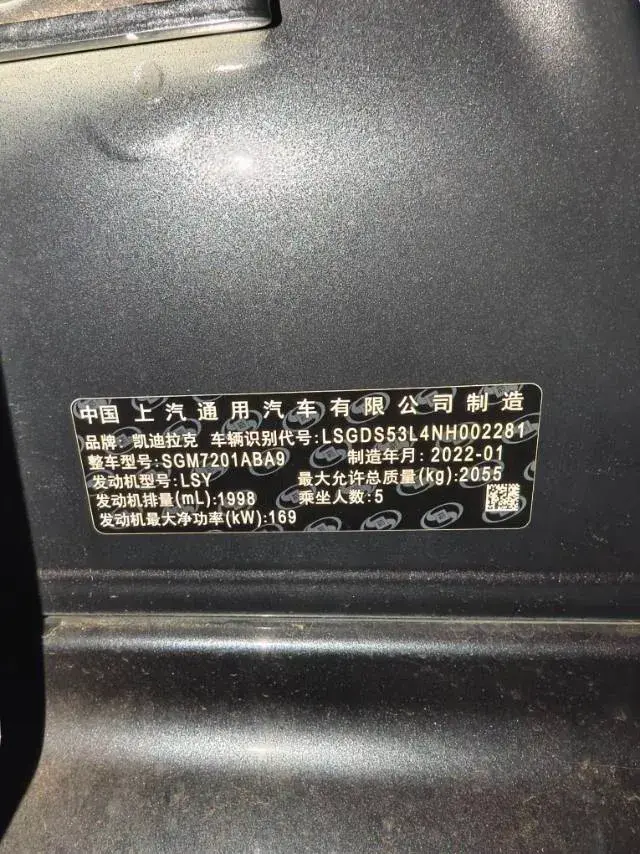 中国 上汽通用汽车有限公司制造
品牌: 凯迪拉克 车辆识别代号:LSGDS53L4NH002281
整车型号:SGM7201ABA9 制造年月:2022-01
发动机型号:LSY 最大允许总质量(kg):2055
发动机排量(mL):1998 乘坐人数:5
发动机最大净功率(kW):169